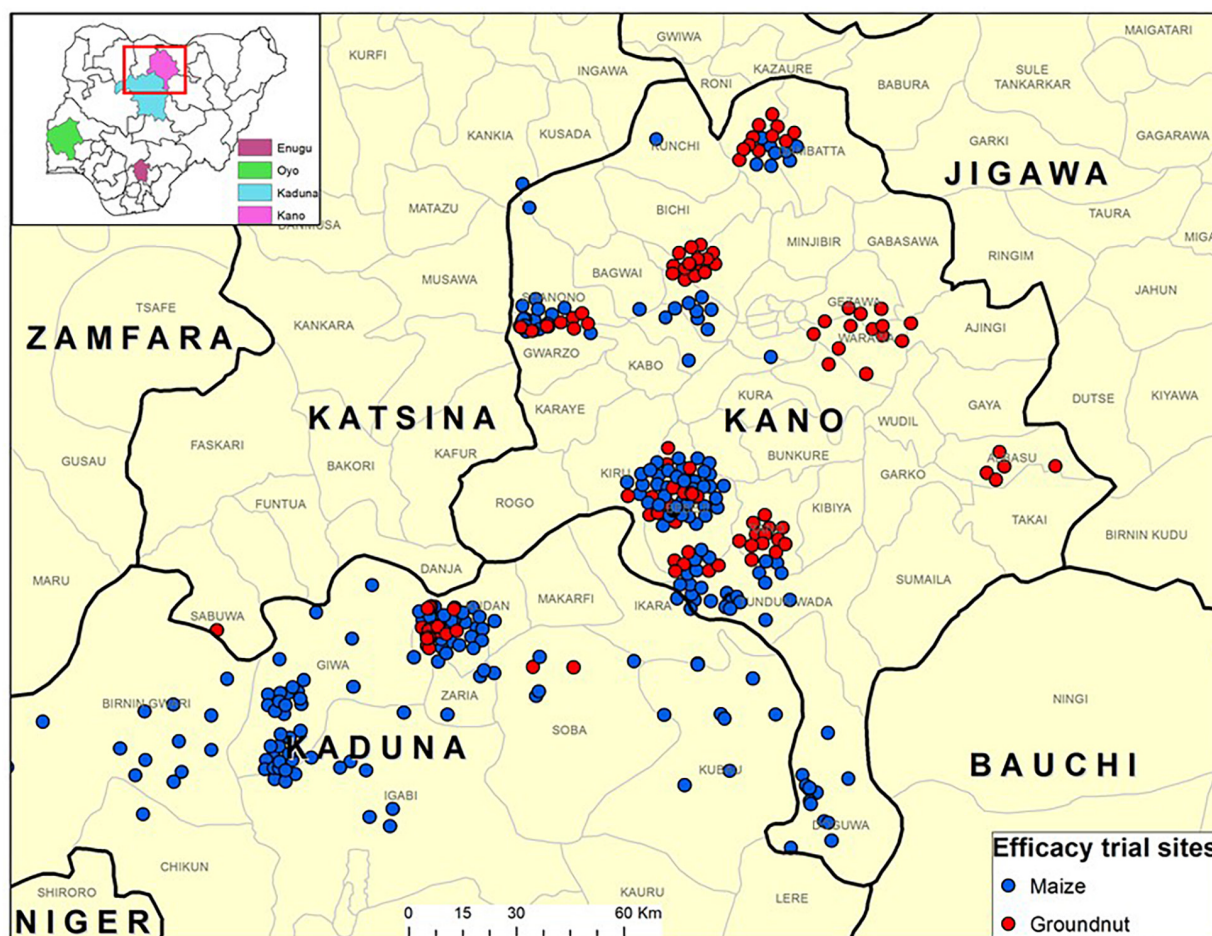 GWIWA
MAIGATARI
KURFI
INGAWA
RONI
KAZAURE
BABURA
SULE
TANKARKAR
KANKIA
KUSADA
KUNCHI
GARKI
GAGARAWA
Enugu
Oyo
Kaduna
Kano
JIGAWA
DANMUSA
MATAZU
BICHI
TAURA
MINJIBIR
GABASAWA
RINGIM
MUSAWA
BAGWAI
JAHUN
TSAFE
GEZAWA
ZAMFARA
KANKARA
WARAWA
AJINGI
GWARZO
KABO
KURA
KATSINA
KARAYE
KANO
GAYA
DUTSE
KIYAWA
WUDIL
FASKARI
KAFUR
BUNKURE
GUSAU
BAKORI
KIRU
GARKO
FUNTUA
ROGO
KIBIYA
TAKAI
BIRNIN KUDU
MARU
DANJA
SUMAILA
MAKARFI
IKARA
SABUWA
GIWA
ZARIA
BIRNIN GWARI
NINGI
SOBA
KADUNA
BAUCHI
IGABI
DOGUWA
CHIKUN
SHIRORO
KAURU
LERE
NIGER
0 15 30 60 Km
Efficacy trial sites
Maize
Groundnut